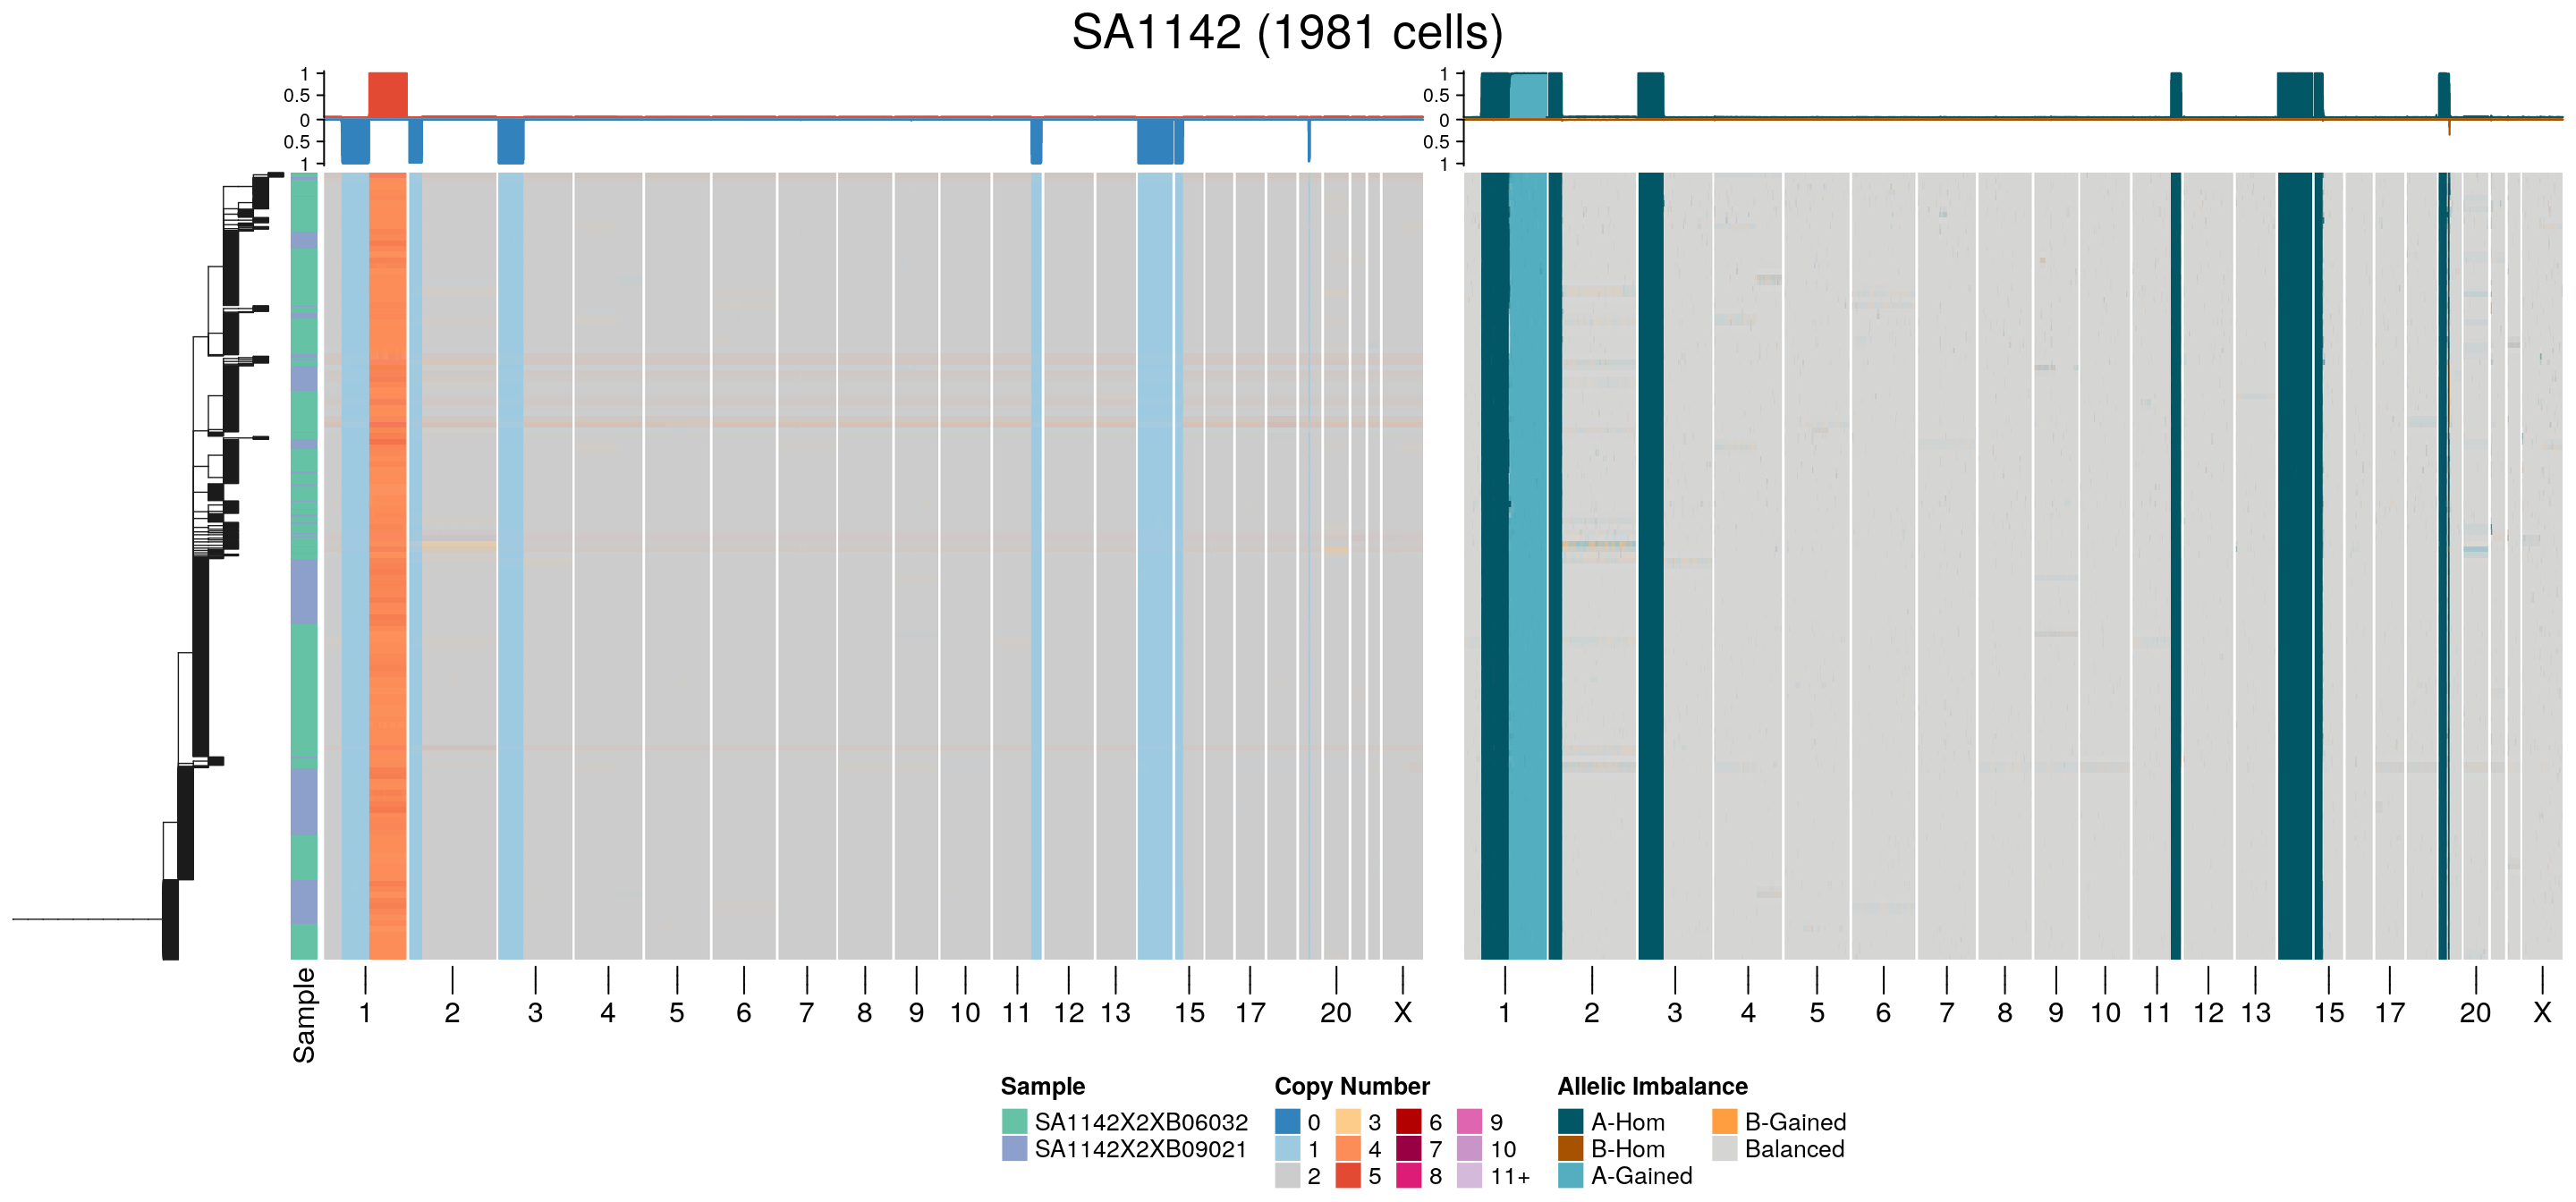 SA1142 (1981 cells)
1
0.5
0
0.5
1
1
0.5
0
0.5
1
Sample
1 2 3 4 5 6 7 8 9 10 11 12 13 15 17 20 X
1 2 3 4 5 6 7 8 9 10 11 12 13 15 17 20 X
Sample
SA1142X2XB06032
SA1142X2XB09021
Copy Number
0 3 6 9
1 4 7 10
2 5 8 11+
Allelic Imbalance
A-Hom B-Gained
B-Hom Balanced
A-Gained